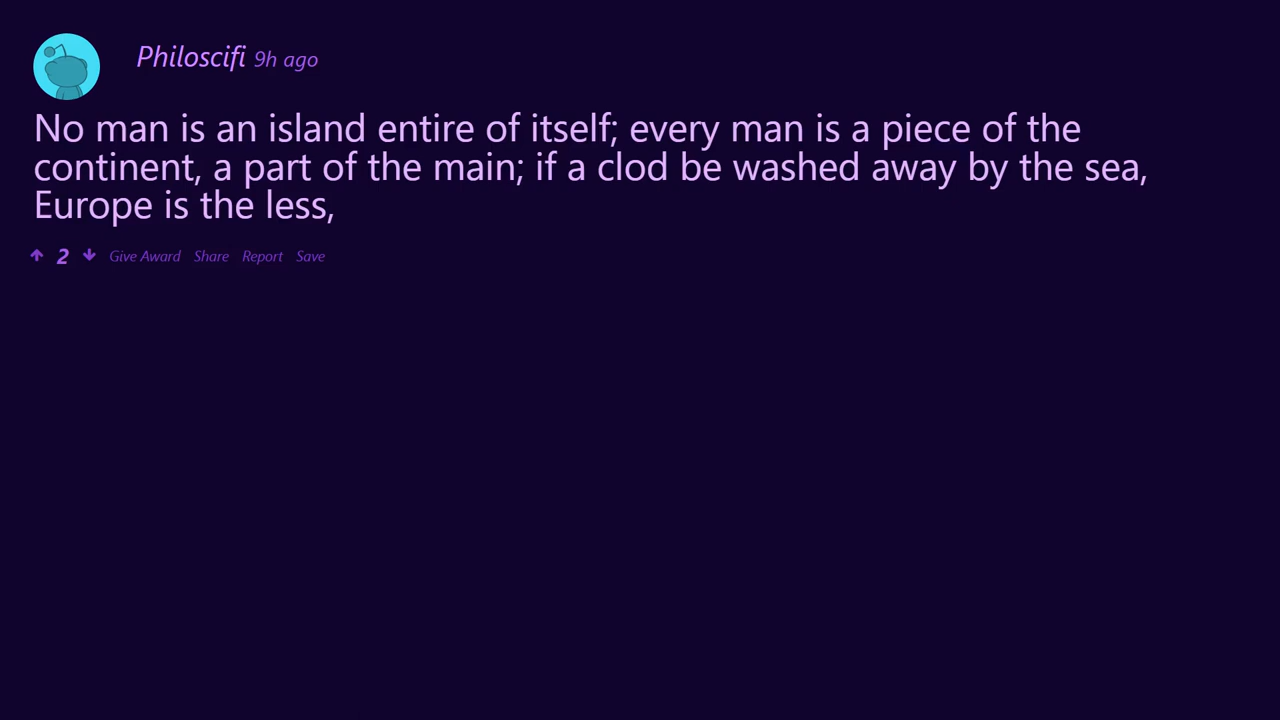 Philoscifi 9h ago
No man is an island entire of itself; every man is a piece of the
continent, a part of the main; if a clod be washed away by the sea,
Europe is the less,
2 Give Award Share Report Save